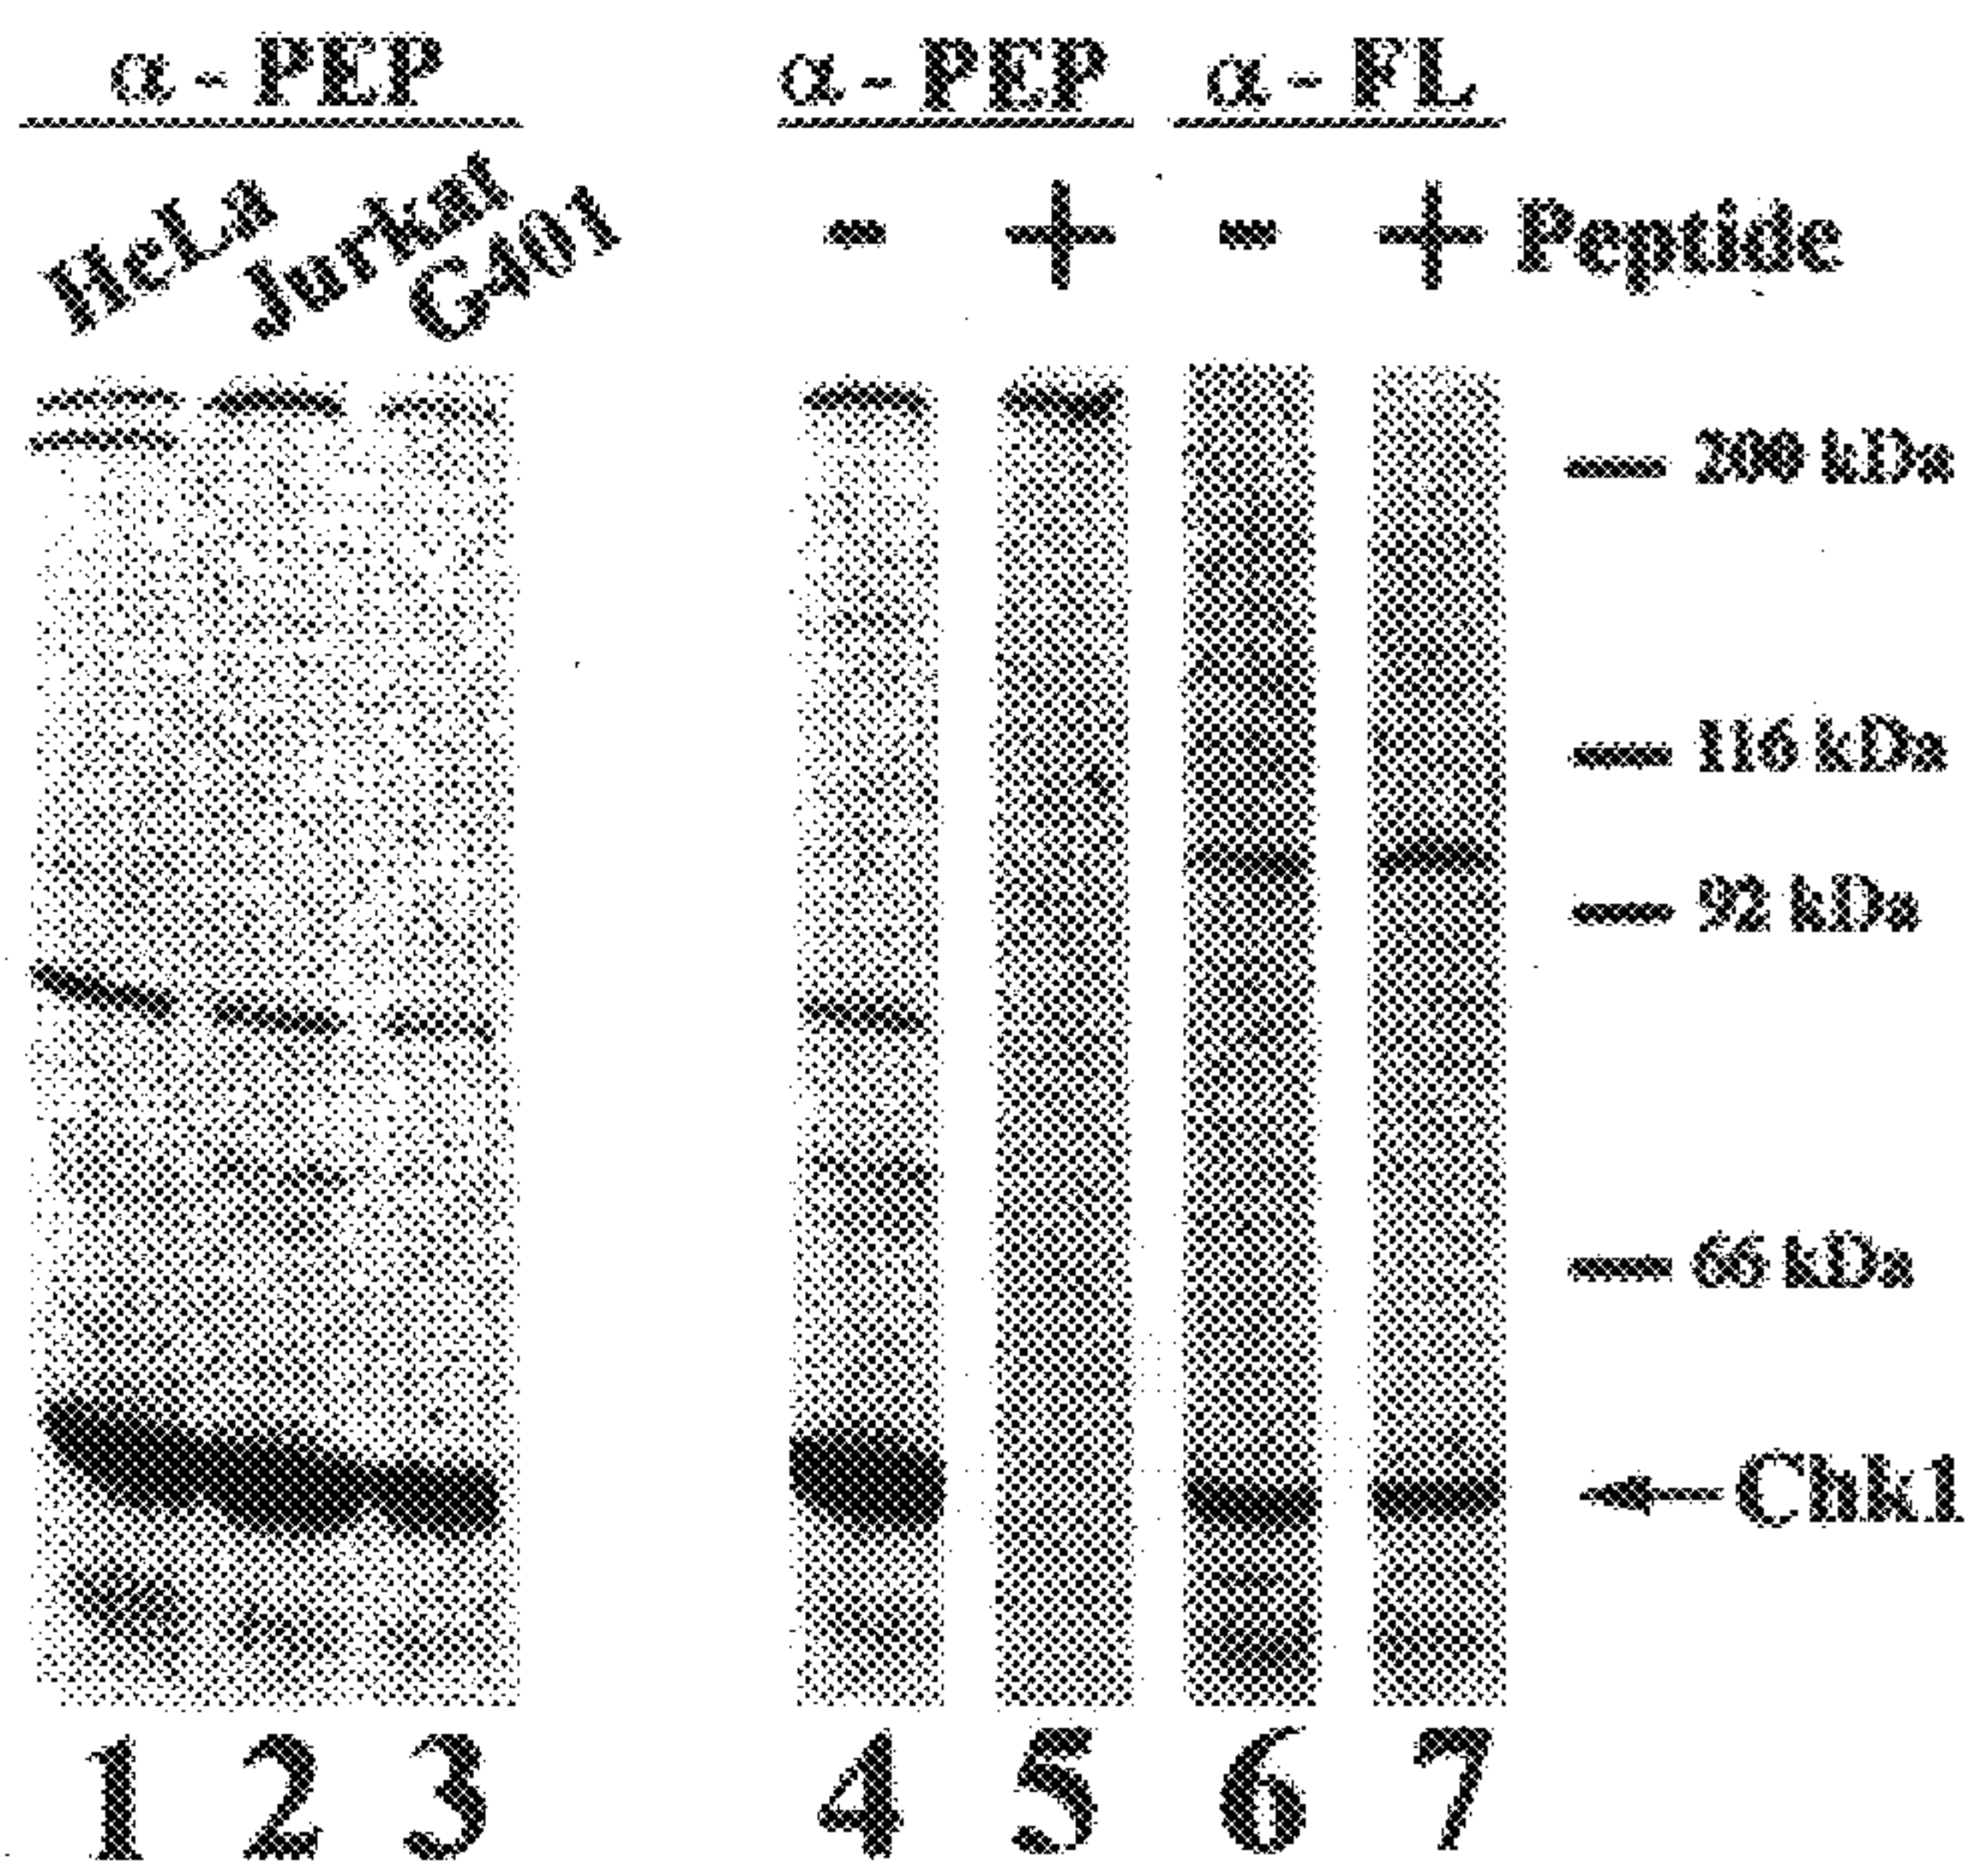 α - PEP α - PEP α - FL
HeLa Jurkat G401 - + - + Peptide
200 kDa
116 kDa
92 kDa
66 kDa
Chk1
1 2 3 4 5 6 7